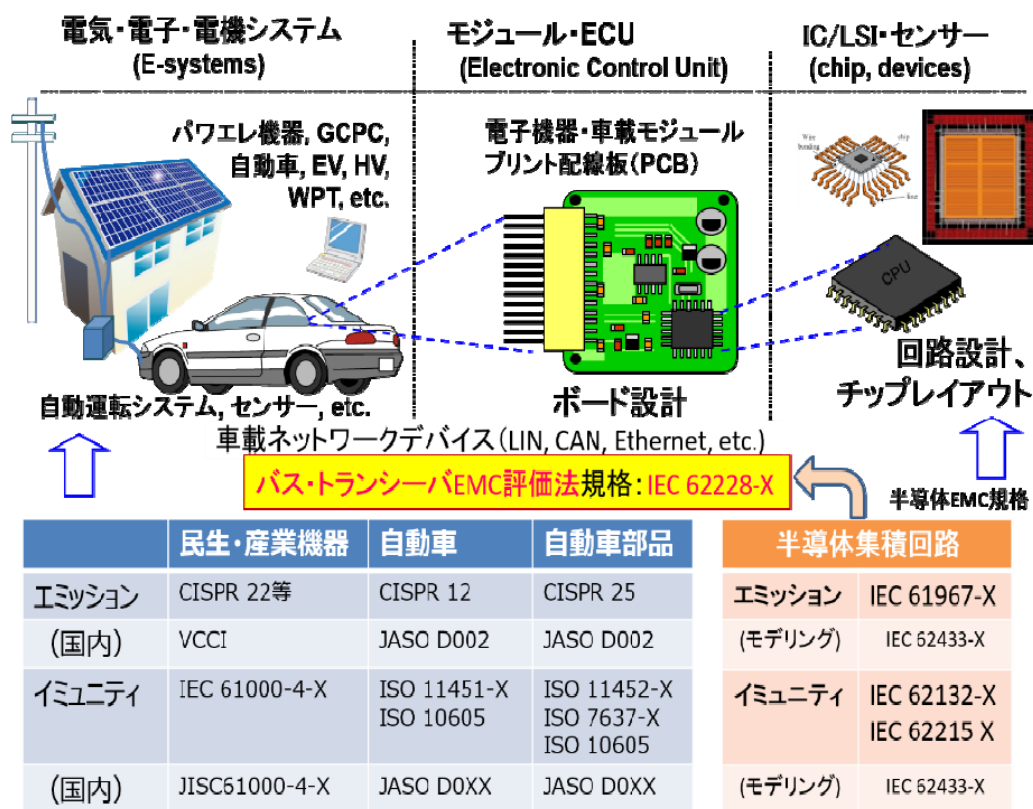 電気・電子・電機システム
(E-systems)
モジュール・ECU
(Electronic Control Unit)
IC/LSI・センサー
(chip, devices)
パワエレ機器, GCPC,
自動車, EV, HV,
WPT, etc.
電子機器・車載モジュール
プリント配線板(PCB)
Wire
bonding
chip
line
CPU
自動運転システム, センサー, etc.
ボード設計
回路設計、
チップレイアウト
車載ネットワークデバイス(LIN, CAN, Ethernet, etc.)
バス・トランシーバEMC評価法規格: IEC 62228-X
半導体EMC規格
民生・産業機器 自動車 自動車部品
エミッション CISPR 22等 CISPR 12 CISPR 25
(国内) VCCI JASO D002 JASO D002
イミュニティ IEC 61000-4-X ISO 11451-X ISO 11452-X
ISO 10605 ISO 7637-X
ISO 10605
(国内) JISC61000-4-X JASO D0XX JASO D0XX
半導体集積回路
エミッション IEC 61967-X
(モデリング) IEC 62433-X
イミュニティ IEC 62132-X
IEC 62215 X
(モデリング) IEC 62433-X